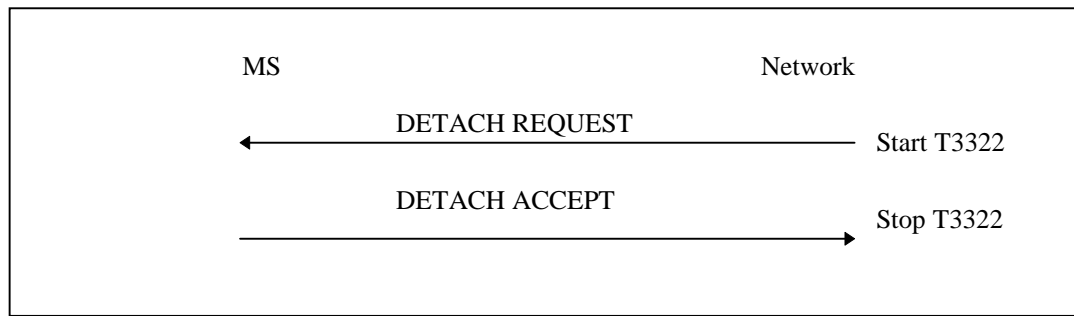 MS Network
DETACH REQUEST
Start T3322
DETACH ACCEPT
Stop T3322